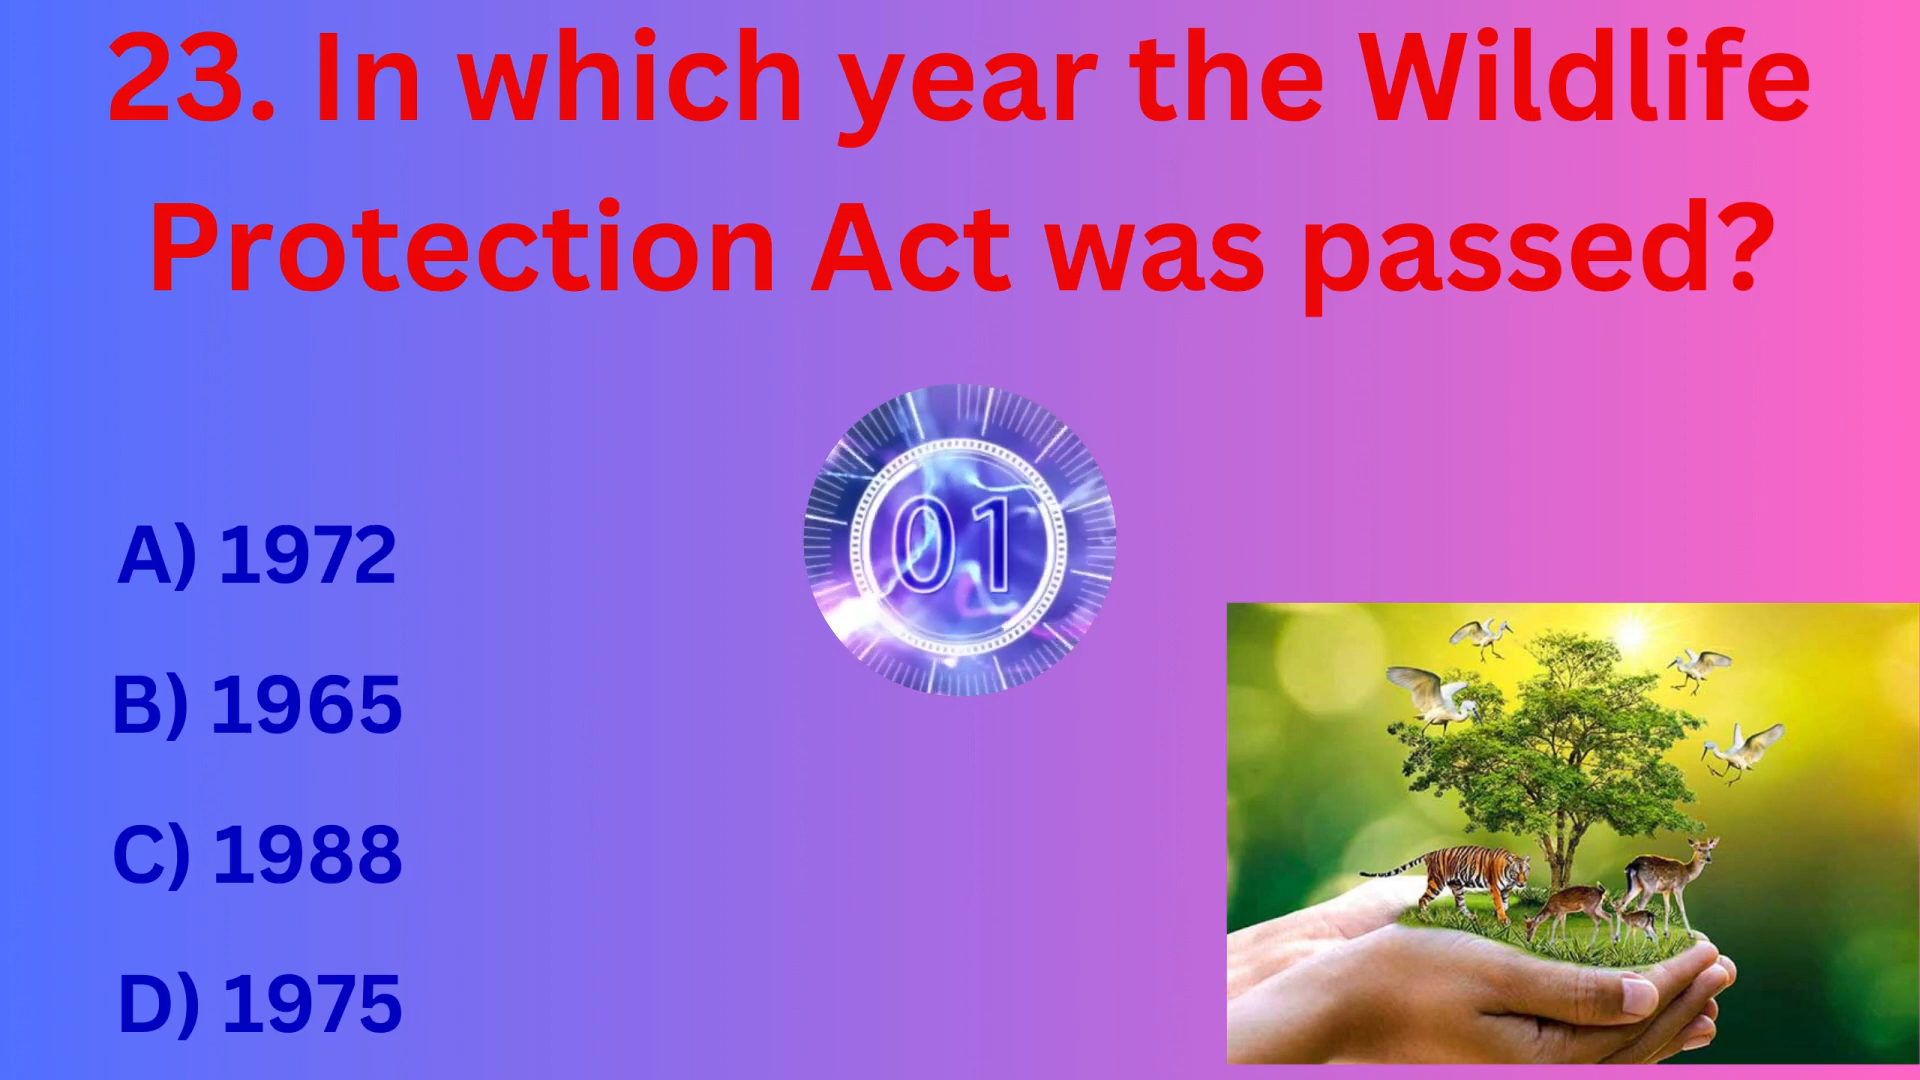 23. In which year the Wildlife
Protection Act was passed?
01
A) 1972
B) 1965
C) 1988
D) 1975